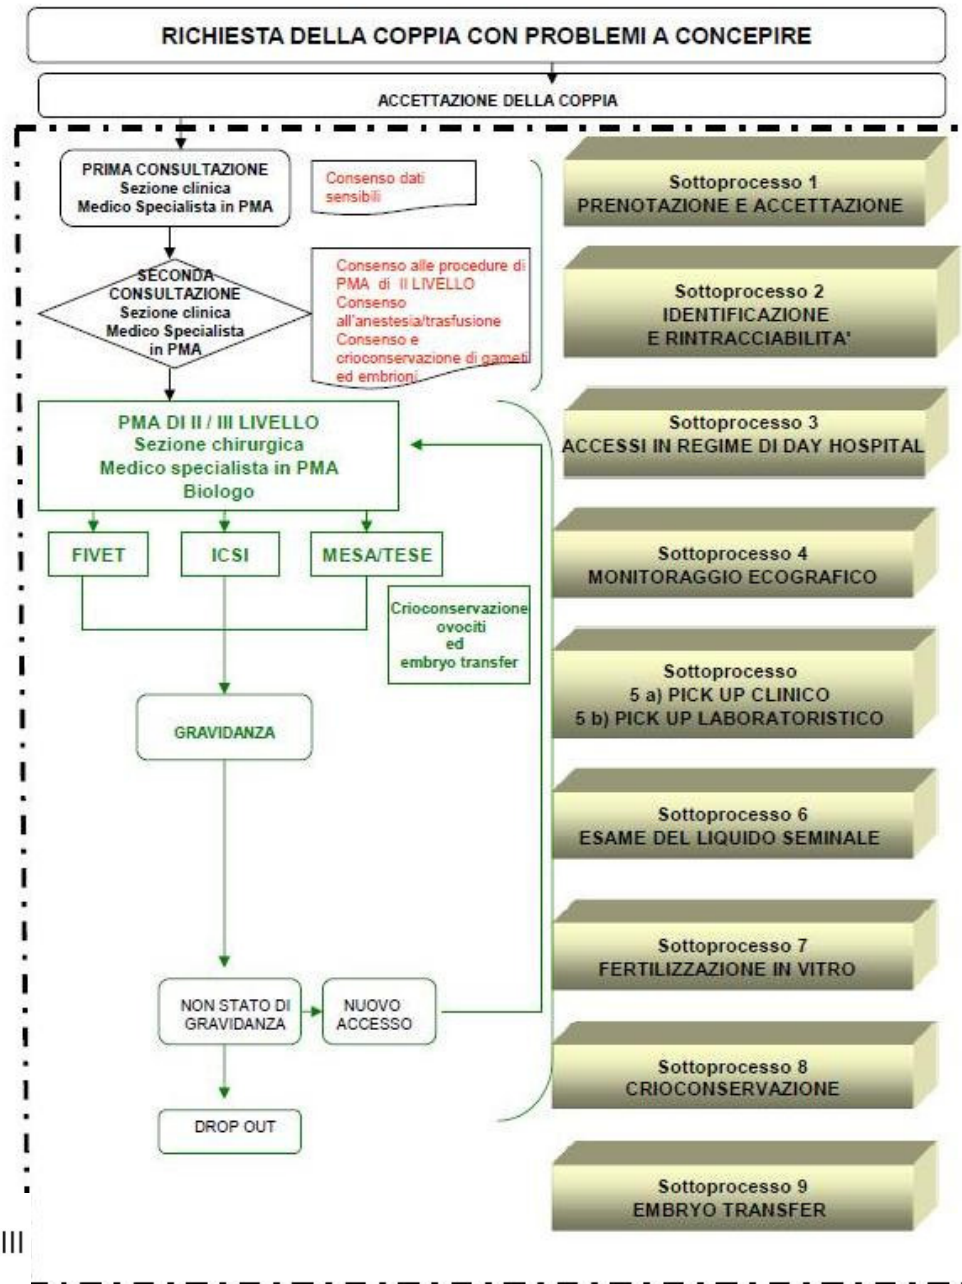 RICHIESTA DELLA COPPIA CON PROBLEMI A CONCEPIRE
ACCETTAZIONE DELLA COPPIA
PRIMA CONSULTAZIONE
Sezione clinica
Medico Specialista in PMA
Consenso dati
sensibili
SECONDA
CONSULTAZIONE
Sezione clinica
Medico Specialista
in PMA
Consenso alle procedure di
PMA di II LIVELLO
Consenso
all'anestesia/trasfusione
Consenso e
crioconservazione di gameti
ed embrioni
PMA DI II / III LIVELLO
Sezione chirurgica
Medico specialista in PMA
Biologo
FIVET
ICSI
MESA/TESE
Crioconservazione
ovociti
ed
embryo transfer
GRAVIDANZA
NON STATO DI
GRAVIDANZA
NUOVO
ACCESSO
DROP OUT
Sottoprocesso 1
PRENOTAZIONE E ACCETTAZIONE
Sottoprocesso 2
IDENTIFICAZIONE
E RINTRACCIABILITA'
Sottoprocesso 3
ACCESSI IN REGIME DI DAY HOSPITAL
Sottoprocesso 4
MONITORAGGIO ECOGRAFICO
Sottoprocesso
5 a) PICK UP CLINICO
5 b) PICK UP LABORATORISTICO
Sottoprocesso 6
ESAME DEL LIQUIDO SEMINALE
Sottoprocesso 7
FERTILIZZAZIONE IN VITRO
Sottoprocesso 8
CRIOCONSERVAZIONE
Sottoprocesso 9
EMBRYO TRANSFER
III